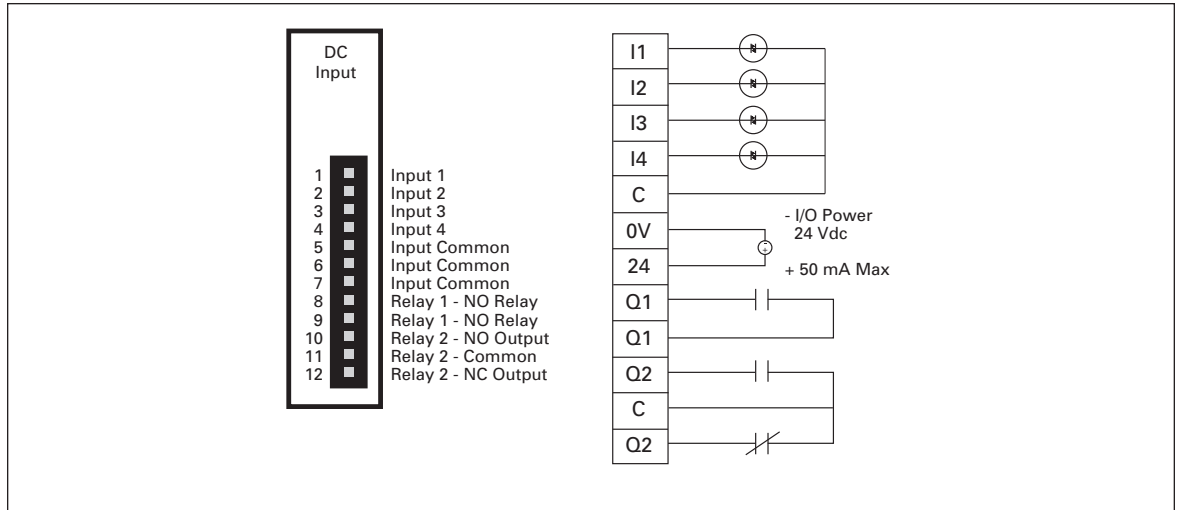 DC
Input
1 Input 1
2 Input 2
3 Input 3
4 Input 4
5 Input Common
6 Input Common
7 Input Common
8 Relay 1 - NO Relay
9 Relay 1 - NO Relay
10 Relay 2 - NO Output
11 Relay 2 - Common
12 Relay 2 - NC Output
I1
I2
I3
I4
C
0V
24
Q1
Q1
Q2
C
Q2
- I/O Power
24 Vdc
+ 50 mA Max